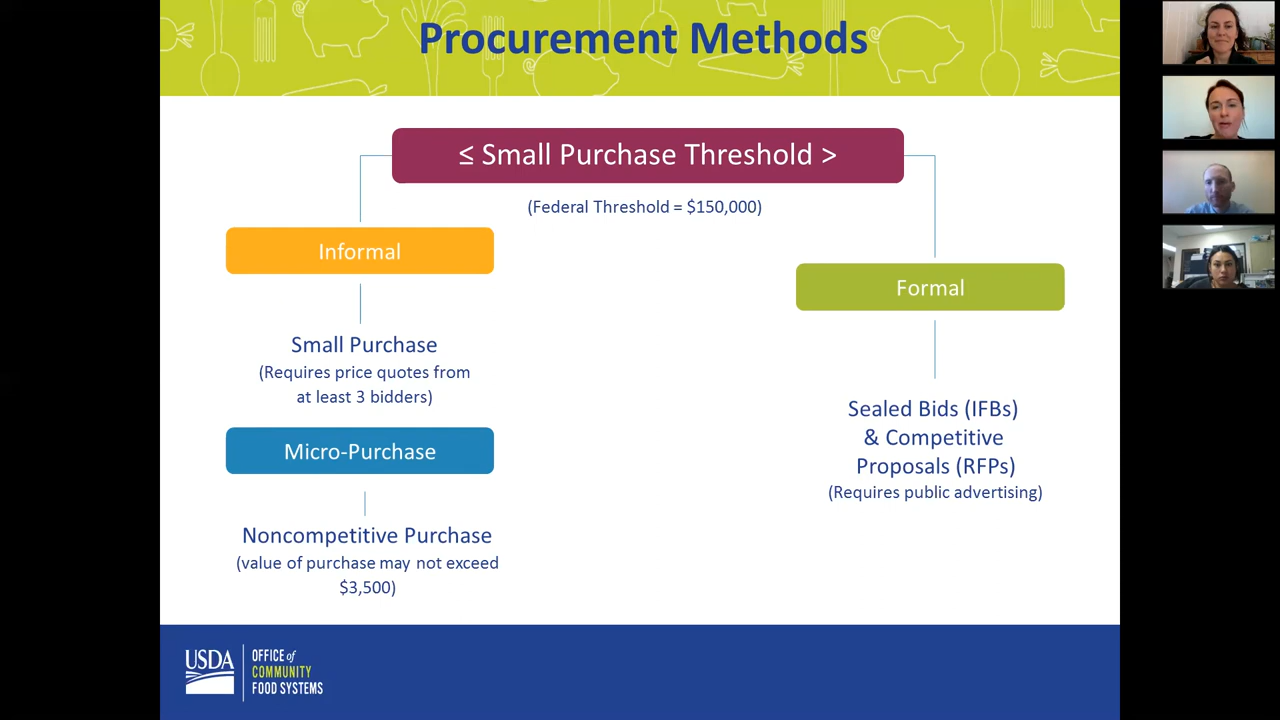 Procurement Methods
≤ Small Purchase Threshold >
(Federal Threshold = $150,000)
Informal
Formal
Small Purchase
(Requires price quotes from
at least 3 bidders)
Micro-Purchase
Noncompetitive Purchase
(value of purchase may not exceed
$3,500)
Sealed Bids (IFBs)
& Competitive
Proposals (RFPs)
(Requires public advertising)
USDA
OFFICE of
COMMUNITY
FOOD SYSTEMS